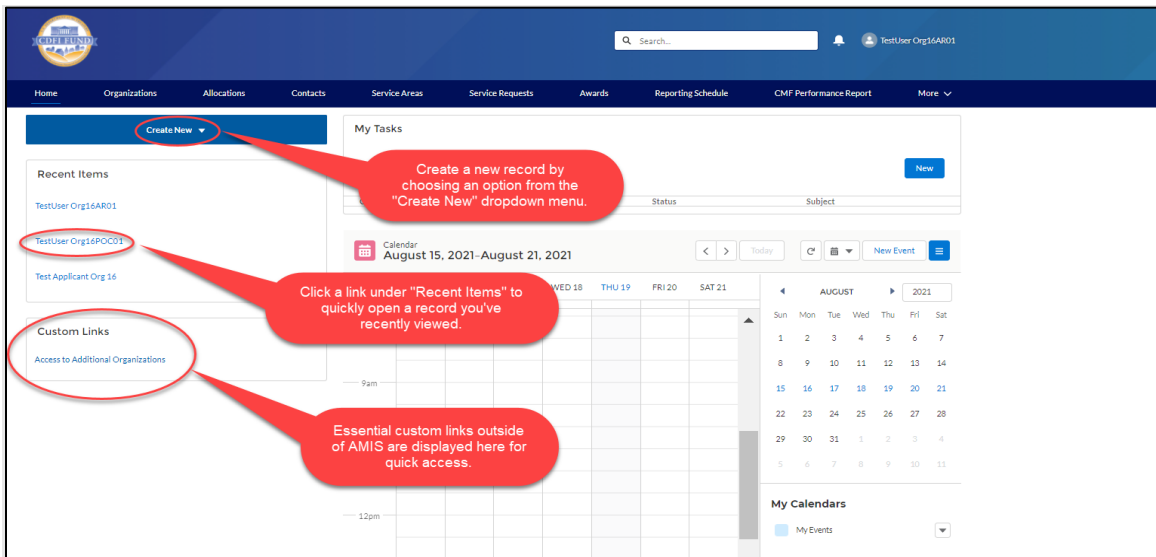 CDFI FUND
Search...
TestUser Org16AR01
Home Organizations Allocations Contacts Service Areas Service Requests Awards Reporting Schedule CMF Performance Report More
Create New
Recent Items
TestUser Org16AR01
TestUser Org16POC01
Test Applicant Org 16
Custom Links
Access to Additional Organizations
My Tasks
New
Status Subject
Create a new record by
choosing an option from the
"Create New" dropdown menu.
Calendar
August 15, 2021–August 21, 2021
Today
New Event
WED 18 THU 19 FRI 20 SAT 21
9am
12pm
Click a link under "Recent Items" to
quickly open a record you've
recently viewed.
Essential custom links outside
of AMIS are displayed here for
quick access.
AUGUST 2021
Sun Mon Tue Wed Thu Fri Sat
1 2 3 4 5 6 7
8 9 10 11 12 13 14
15 16 17 18 19 20 21
22 23 24 25 26 27 28
29 30 31 1 2 3 4
5 6 7 8 9 10 11
My Calendars
My Events